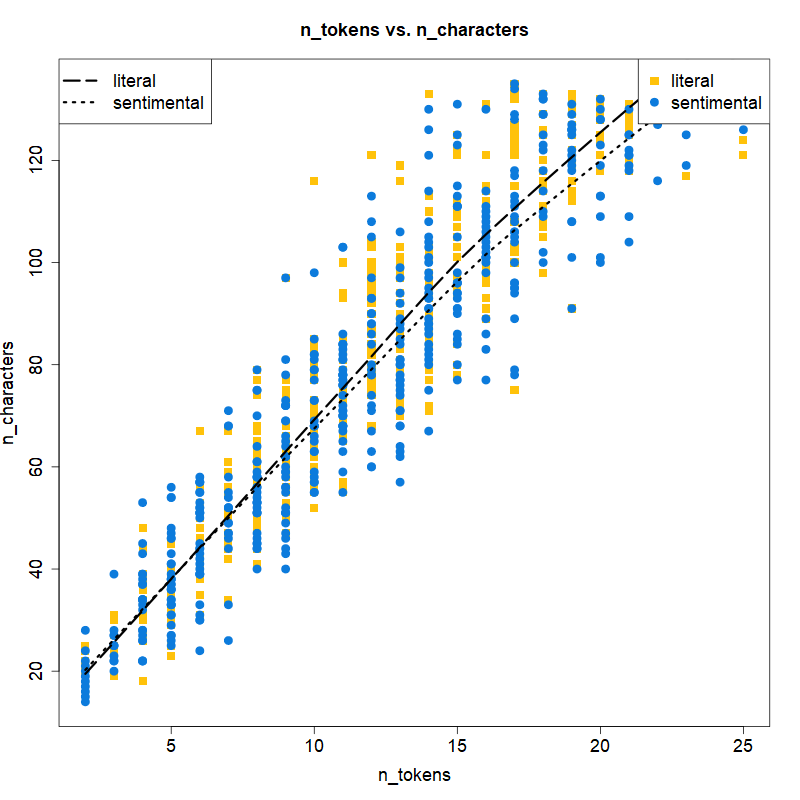 n_tokens vs. n_characters
literal
sentimental
literal
sentimental
n_characters
120
100
80
60
40
20
5 10 15 20 25
n_tokens